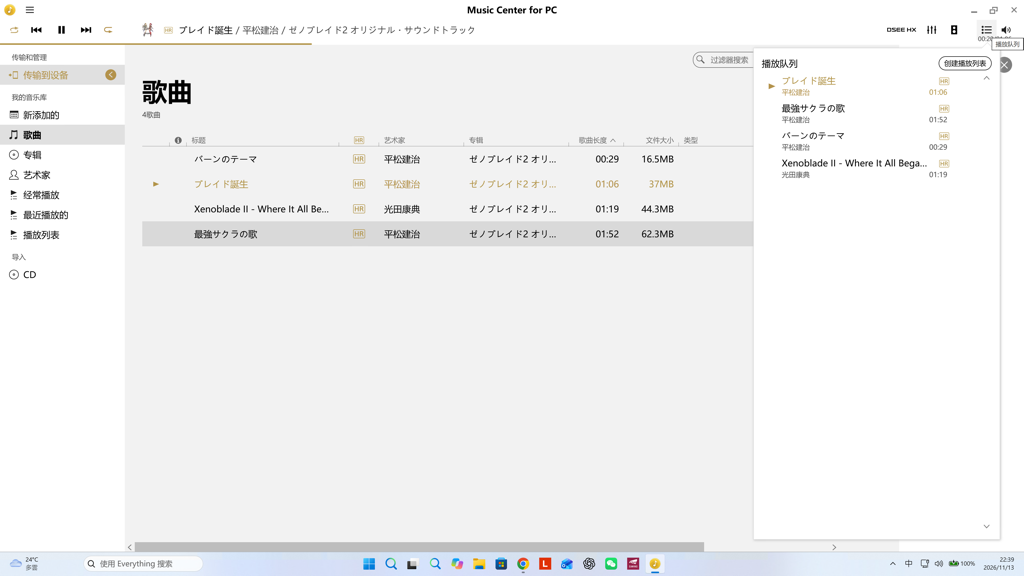 Music Center for PC
HR ブレイド誕生 / 平松建治 / ゼノブレイド2 オリジナル・サウンドトラック
DSEE HX
播放队列
传输和管理
传输到设备
我的音乐库
新添加的
歌曲
专辑
艺术家
经常播放
最近播放的
播放列表
导入
CD
过滤器搜索
歌曲
4歌曲
标题 HR 艺术家 专辑 歌曲长度 文件大小 类型
バーンのテーマ HR 平松建治 ゼノブレイド2 オリ... 00:29 16.5MB
ブレイド誕生 HR 平松建治 ゼノブレイド2 オリ... 01:06 37MB
Xenoblade II - Where It All Be... HR 光田康典 ゼノブレイド2 オリ... 01:19 44.3MB
最強サクラの歌 HR 平松建治 ゼノブレイド2 オリ... 01:52 62.3MB
播放队列
创建播放列表
ブレイド誕生 HR
平松建治 01:06
最強サクラの歌 HR
平松建治 01:52
バーンのテーマ HR
平松建治 00:29
Xenoblade II - Where It All Bega... HR
光田康典 01:19
24°C
多雲
使用 Everything 搜索
中
100%
22:39
2026/11/13